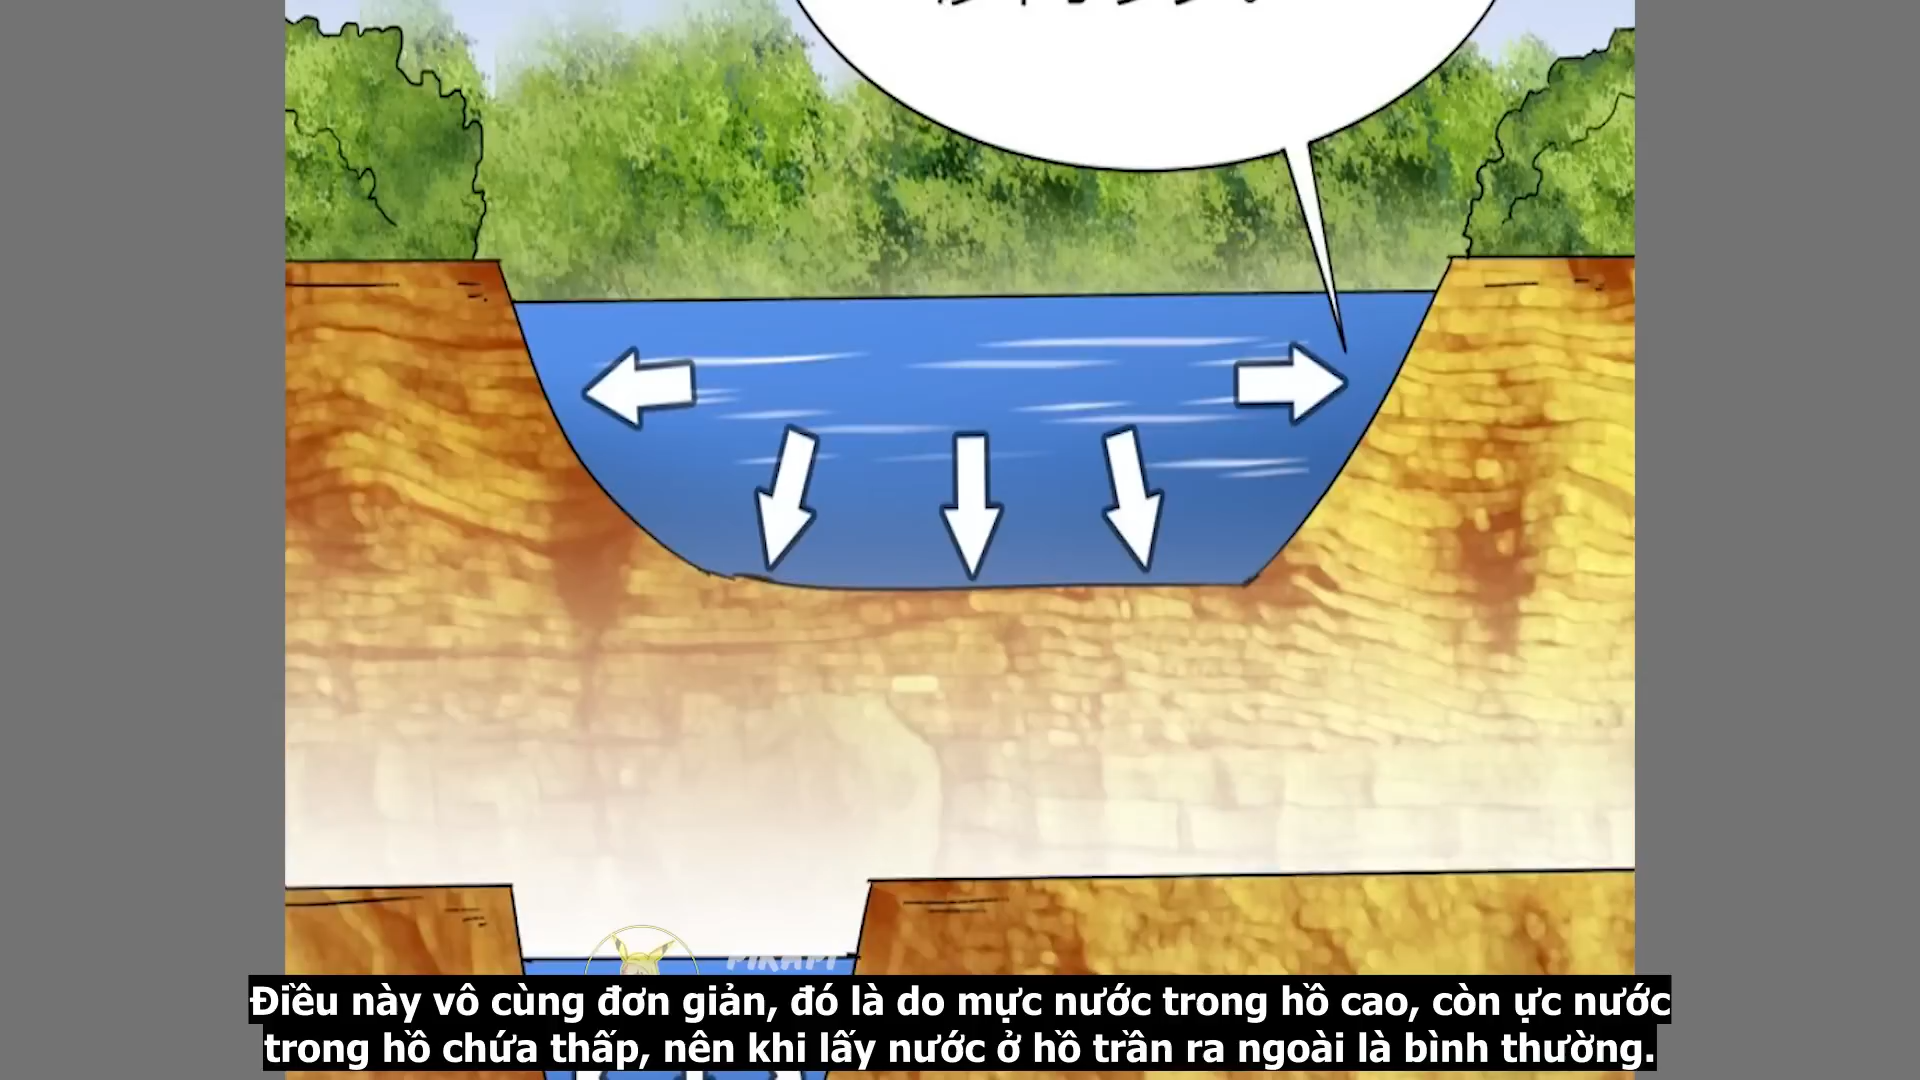 PIKAPI
Điều này vô cùng đơn giản, đó là do mực nước trong hồ cao, còn ực nước
trong hồ chứa thấp, nên khi lấy nước ở hồ trần ra ngoài là bình thường.